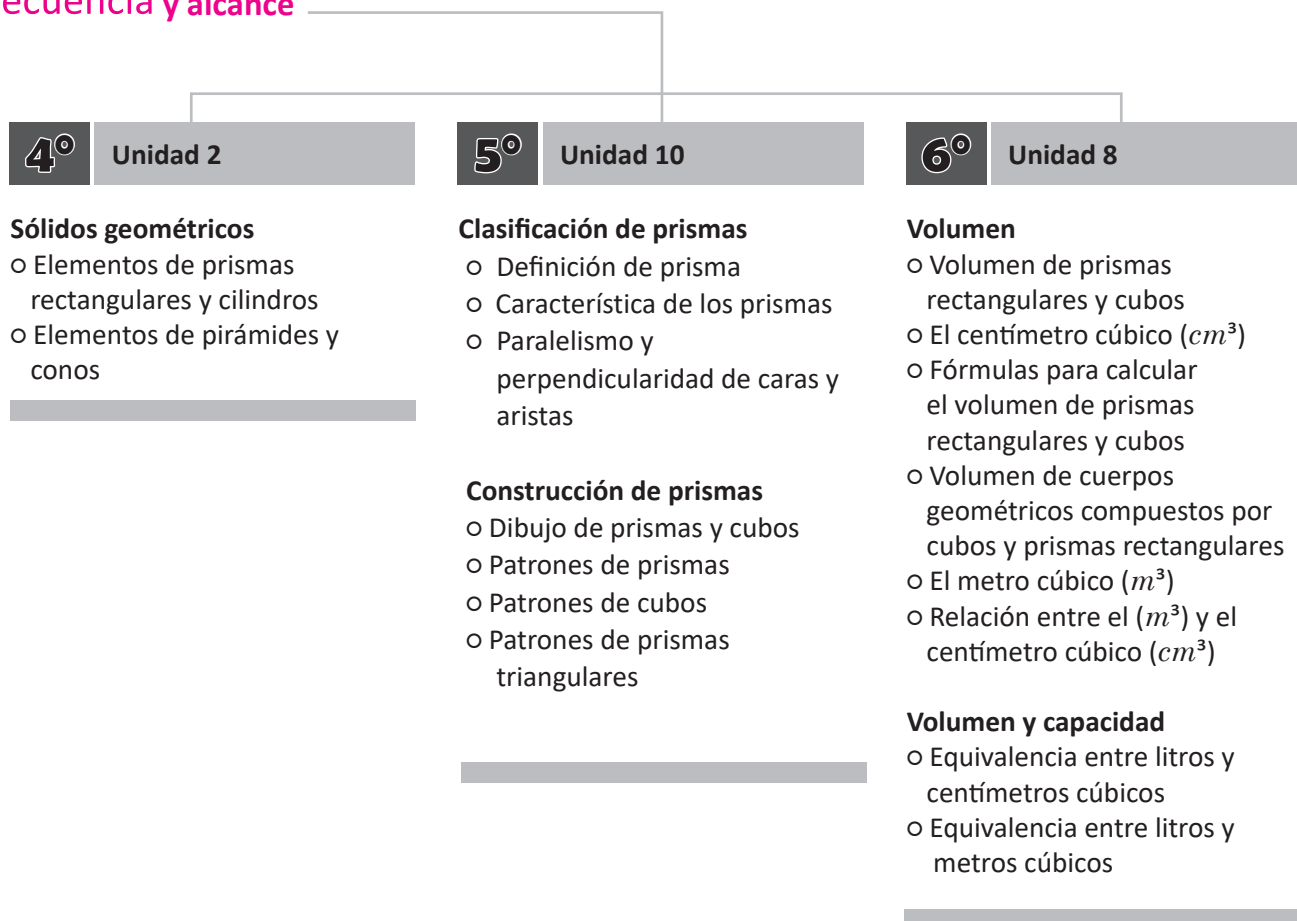 ecuencia y alcance
4º Unidad 2
Sólidos geométricos
o Elementos de prismas
rectangulares y cilindros
o Elementos de pirámides y
conos
5º Unidad 10
Clasificación de prismas
o Definición de prisma
o Característica de los prismas
o Paralelismo y
perpendicularidad de caras y
aristas
Construcción de prismas
o Dibujo de prismas y cubos
o Patrones de prismas
o Patrones de cubos
o Patrones de prismas
triangulares
6º Unidad 8
Volumen
o Volumen de prismas
rectangulares y cubos
o El centímetro cúbico (cm³)
o Fórmulas para calcular
el volumen de prismas
rectangulares y cubos
o Volumen de cuerpos
geométricos compuestos por
cubos y prismas rectangulares
o El metro cúbico (m³)
o Relación entre el (m³) y el
centímetro cúbico (cm³)
Volumen y capacidad
o Equivalencia entre litros y
centímetros cúbicos
o Equivalencia entre litros y
metros cúbicos